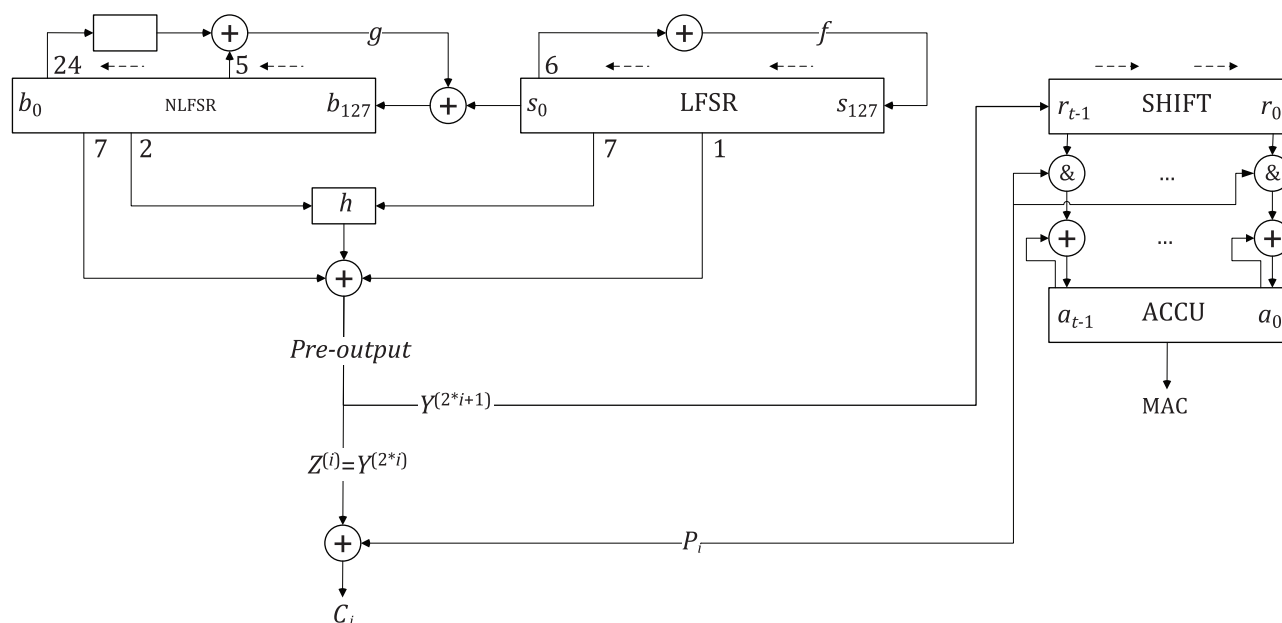 g
f
24
5
6
b0 NLFSR b127
s0 LFSR s127
rt-1 SHIFT r0
7 2
7 1
& ... &
h
...
at-1 ACCU a0
Pre-output
Y(2*i+1)
MAC
Z(i)=Y(2*i)
Pi
Ci